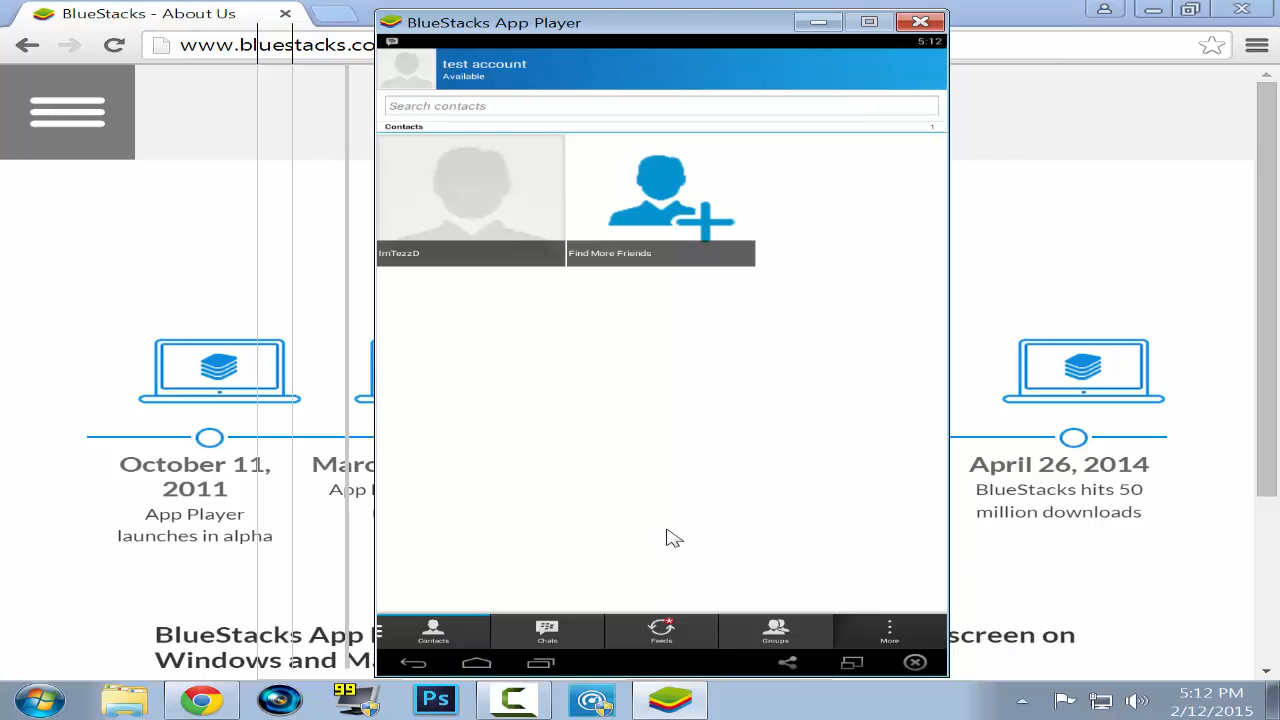 BlueStacks - About Us
www.bluestacks.co
BlueStacks App Player
5:12
test account
Available
Search contacts
Contacts
1
ImTezzD
Find More Friends
October 11,
2011
App Player
launches in alpha
April 26, 2014
BlueStacks hits 50
million downloads
Contacts
Chats
Feeds
Groups
More
BlueStacks App
screen on
Windows and
99
Ps
5:12 PM
2/12/2015